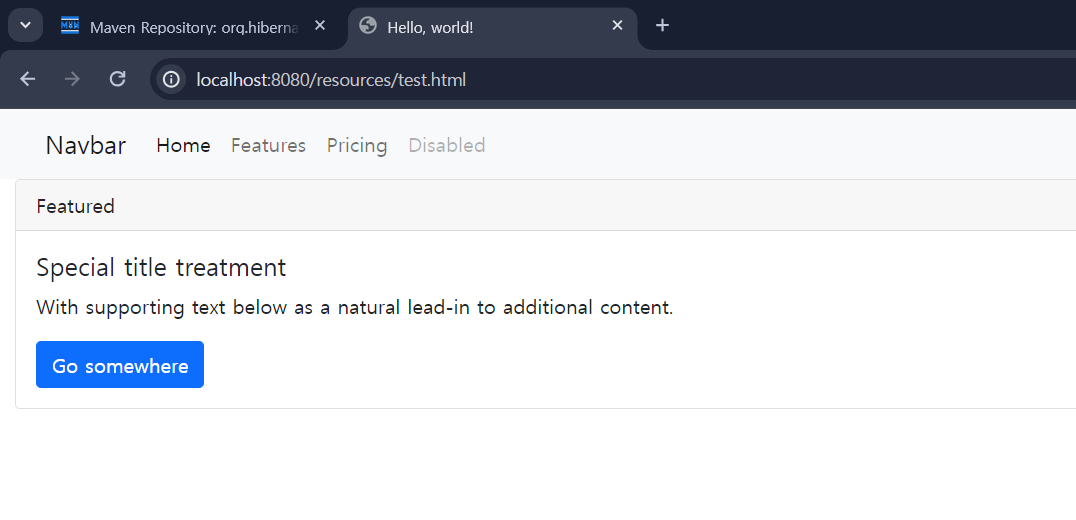 Maven Repository: org.hiberna
Hello, world!
localhost:8080/resources/test.html
Navbar Home Features Pricing Disabled
Featured
Special title treatment
With supporting text below as a natural lead-in to additional content.
Go somewhere